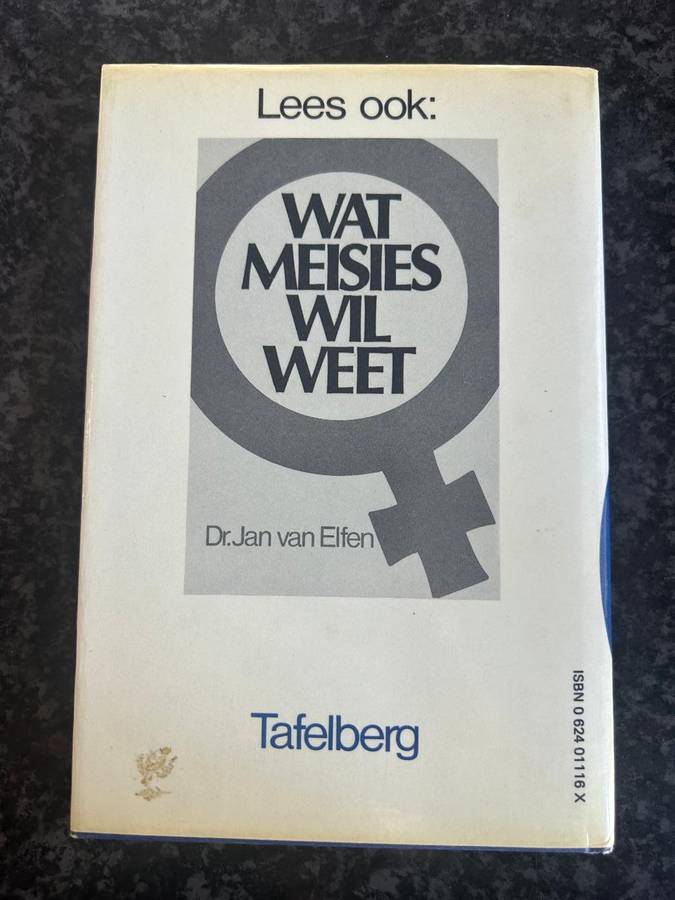 Lees ook:
WAT
MEISIES
WIL
WEET
Dr. Jan van Elfen
Tafelberg
ISBN 0 624 01116 X